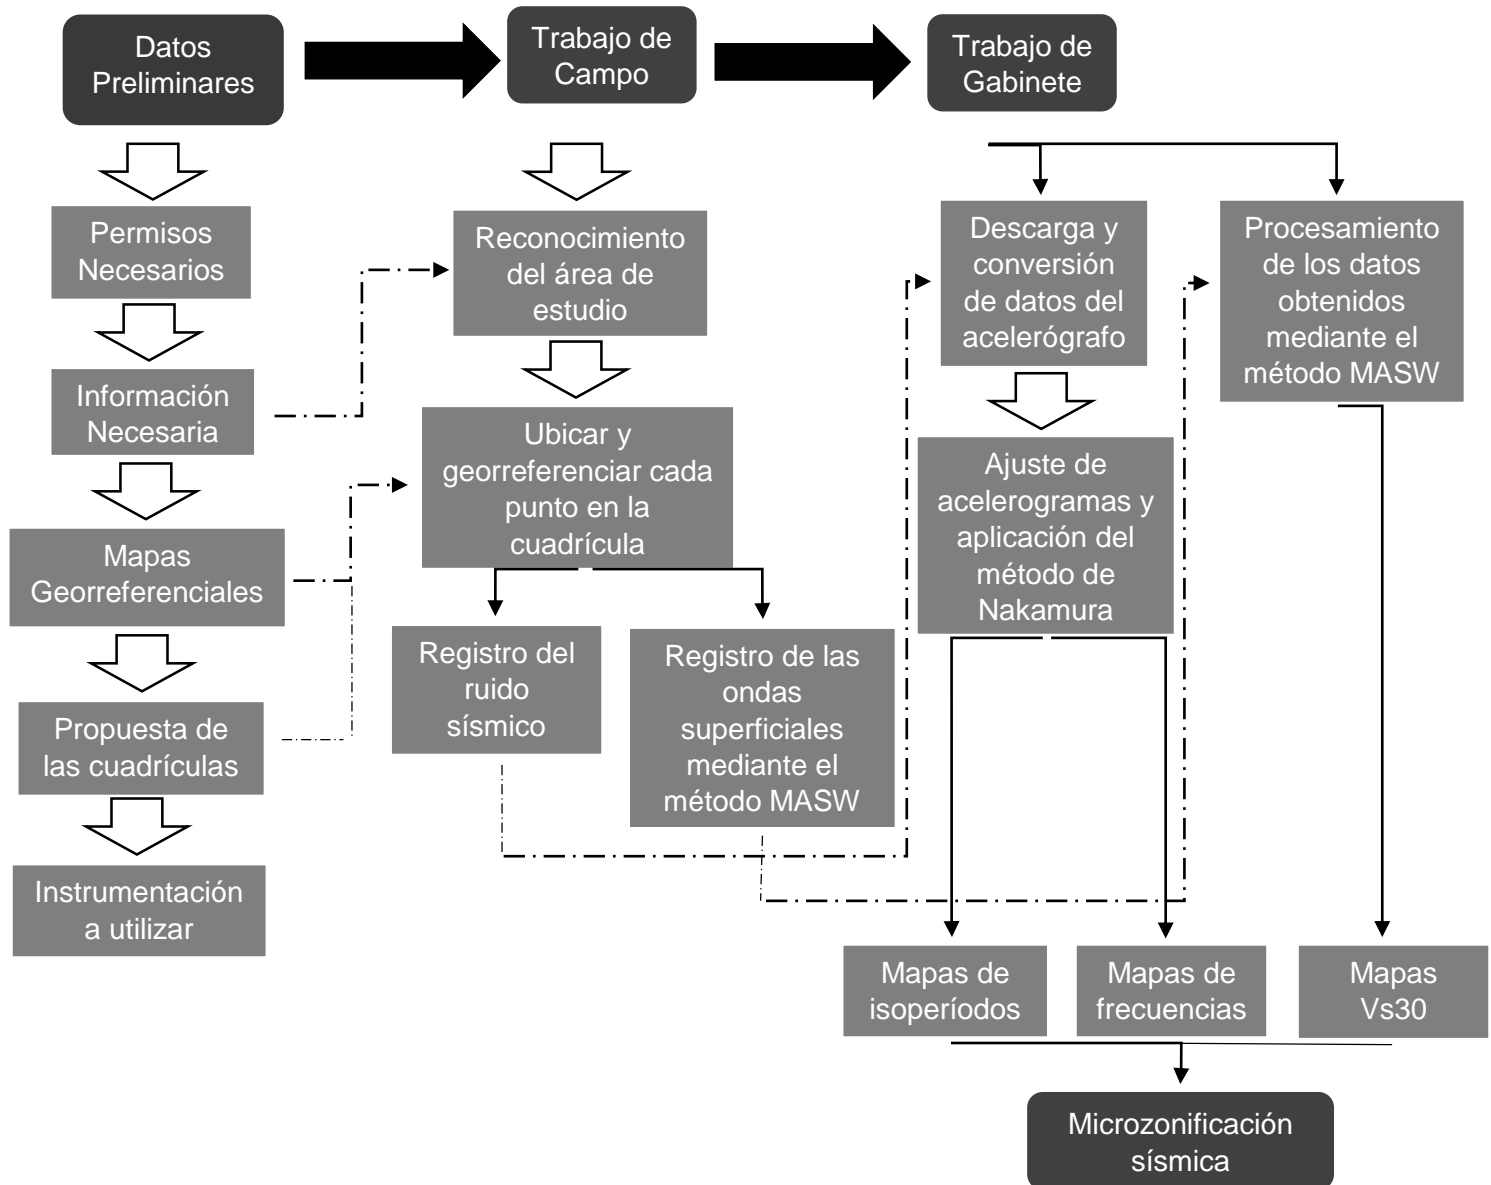 Datos
Preliminares
Trabajo de
Campo
Trabajo de
Gabinete
Permisos
Necesarios
Información
Necesaria
Mapas
Georreferenciales
Propuesta de
las cuadrículas
Instrumentación
a utilizar
Reconocimiento
del área de
estudio
Ubicar y
georreferenciar cada
punto en la
cuadrícula
Registro del
ruido
sísmico
Registro de las
ondas
superficiales
mediante el
método MASW
Descarga y
conversión
de datos del
acelerógrafo
Ajuste de
acelerogramas y
aplicación del
método de
Nakamura
Procesamiento
de los datos
obtenidos
mediante el
método MASW
Mapas de
isoperíodos
Mapas de
frecuencias
Mapas
Vs30
Microzonificación
sísmica